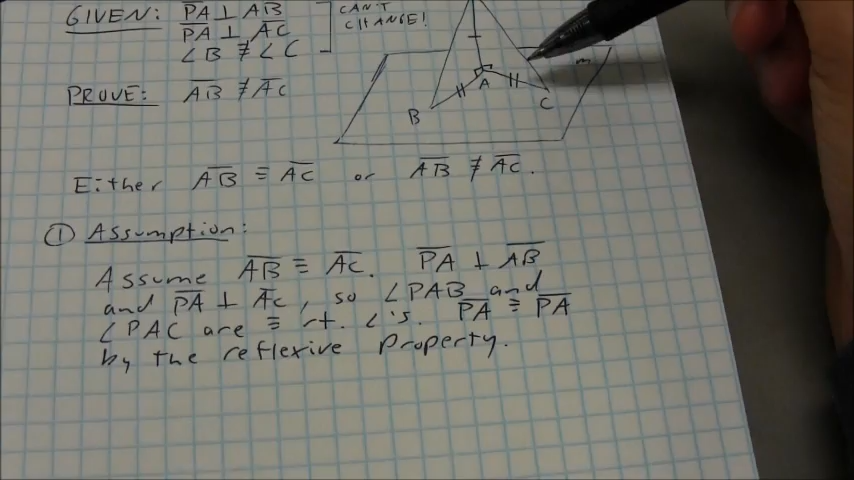 GIVEN: PA ⊥ AB
PA ⊥ AC
∠B ≢ ∠C
CAN'T
CHANGE!
PROVE: AB ≢ AC
A
B
C
m
Either AB ≅ AC or AB ≢ AC.
① Assumption:
Assume AB ≅ AC. PA ⊥ AB
and PA ⊥ AC, so ∠PAB and
∠PAC are ≅ rt. ∠'s. PA ≅ PA
by the reflexive property.